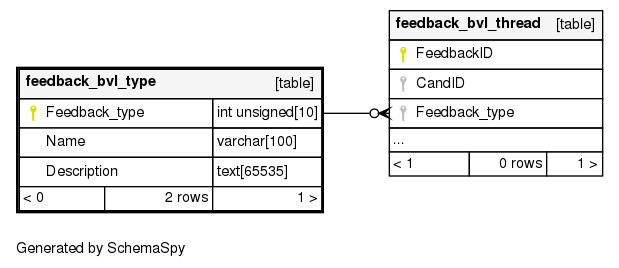 feedback_bvl_thread [table]
FeedbackID
CandID
Feedback_type
...
< 1 0 rows 1 >
feedback_bvl_type [table]
Feedback_type int unsigned[10]
Name varchar[100]
Description text[65535]
< 0 2 rows 1 >
Generated by SchemaSpy